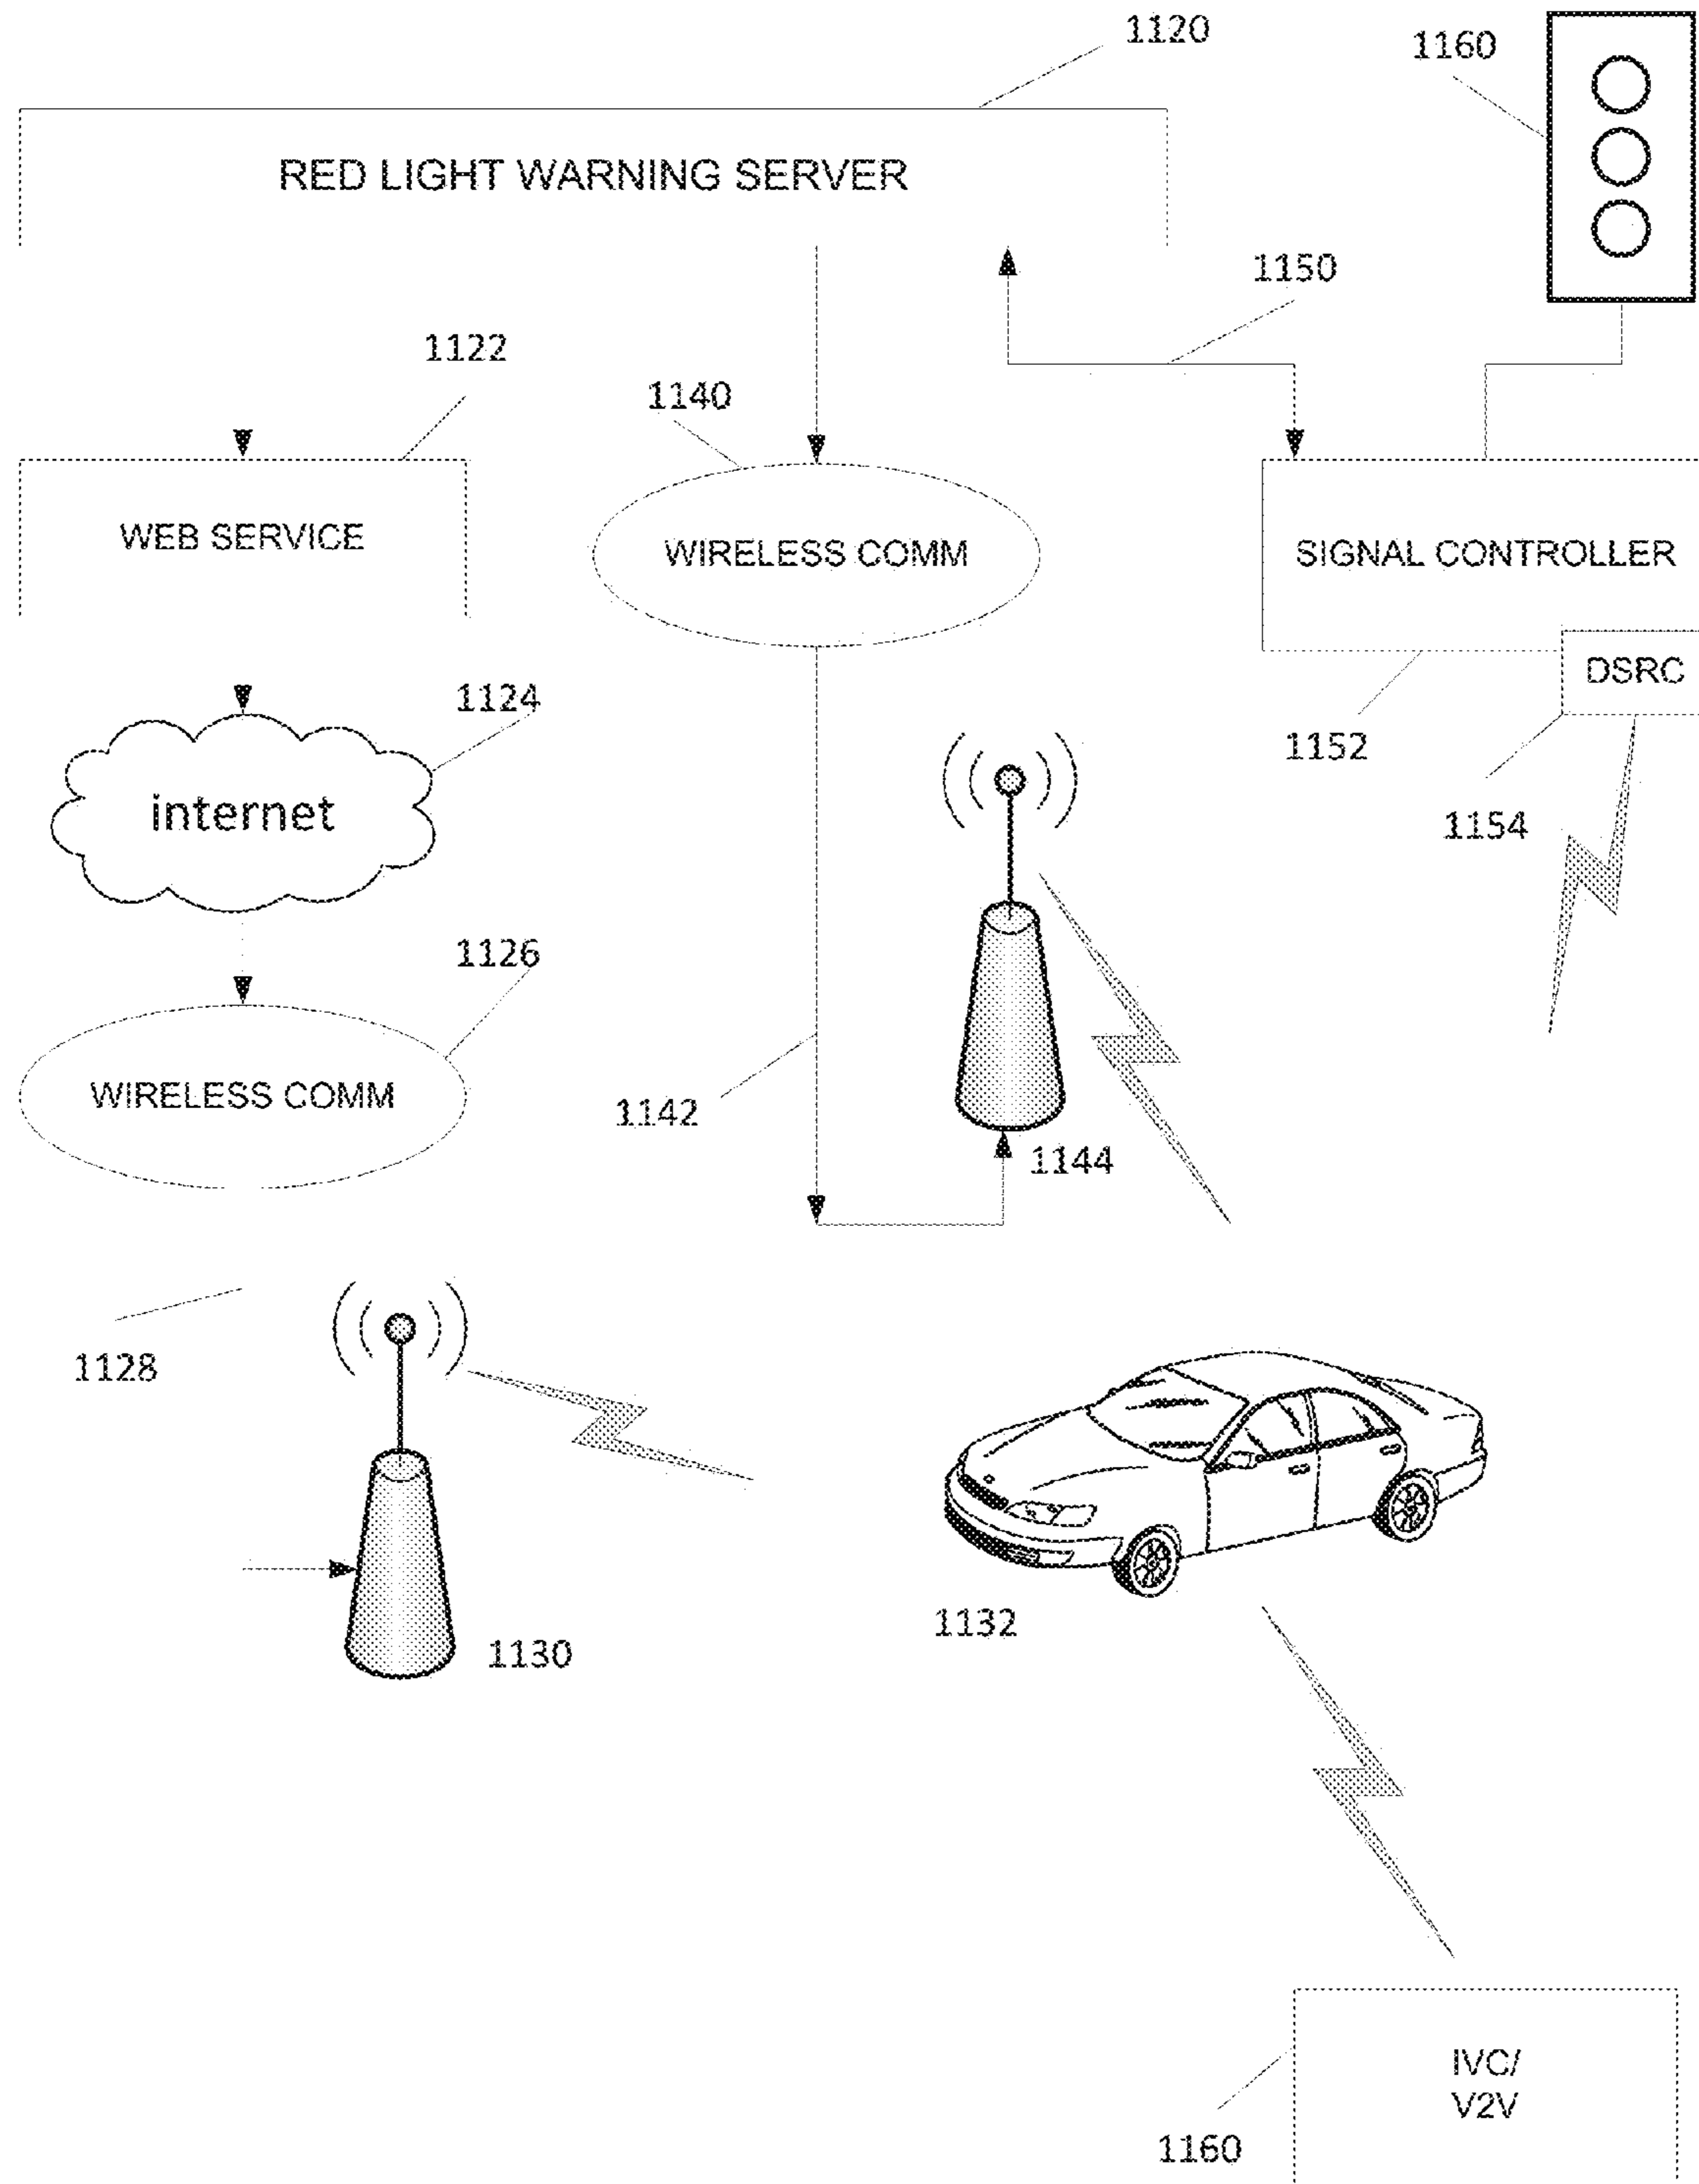 1120
1160
RED LIGHT WARNING SERVER
1150
1122
1140
WEB SERVICE
WIRELESS COMM
SIGNAL CONTROLLER
DSRC
1124
1152
internet
1154
1126
WIRELESS COMM
1142
1144
1128
1132
1130
IVC/
V2V
1160